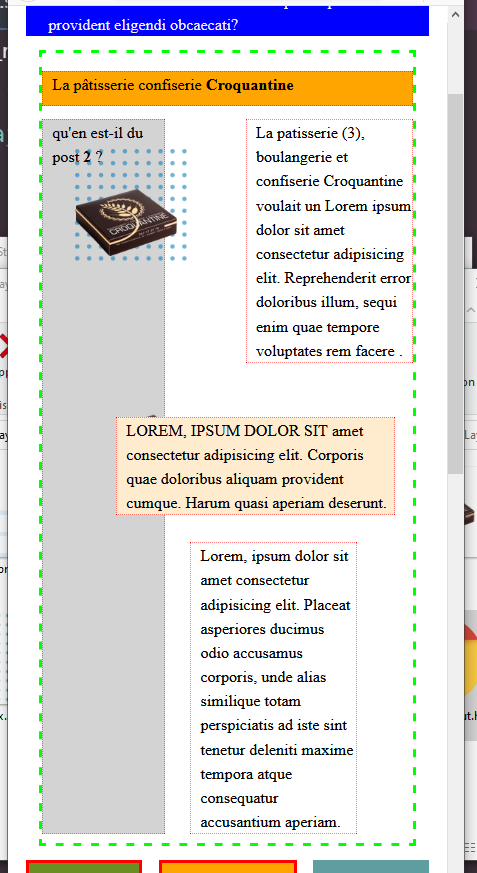 provident eligendi obcaecati?
La pâtisserie confiserie Croquantine
qu'en est-il du
post 2 ?
CROQUANTINE
La patisserie (3),
boulangerie et
confiserie Croquantine
voulait un Lorem ipsum
dolor sit amet
consectetur adipisicing
elit. Reprehenderit error
doloribus illum, sequi
enim quae tempore
voluptates rem facere .
LOREM, IPSUM DOLOR SIT amet
consectetur adipisicing elit. Corporis
quae doloribus aliquam provident
cumque. Harum quasi aperiam deserunt.
Lorem, ipsum dolor sit
amet consectetur
adipisicing elit. Placeat
asperiores ducimus
odio accusamus
corporis, unde alias
similique totam
perspiciatis ad iste sint
tenetur deleniti maxime
tempora atque
consequatur
accusantium aperiam.